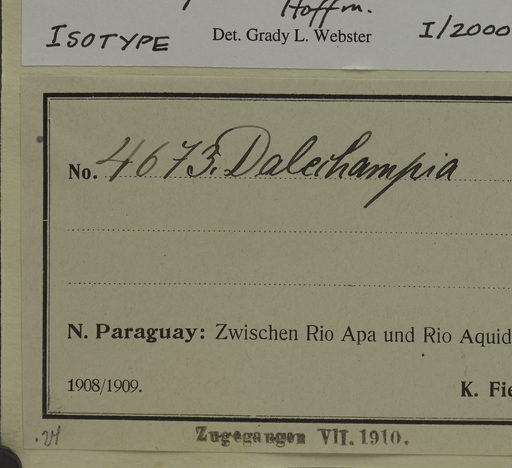 Hoffm.
ISOTYPE Det. Grady L. Webster I/2000
No. 4673. Dalechampia
N. Paraguay: Zwischen Rio Apa und Rio Aquid
1908/1909. K. Fie
Zugegangen VII. 1910.